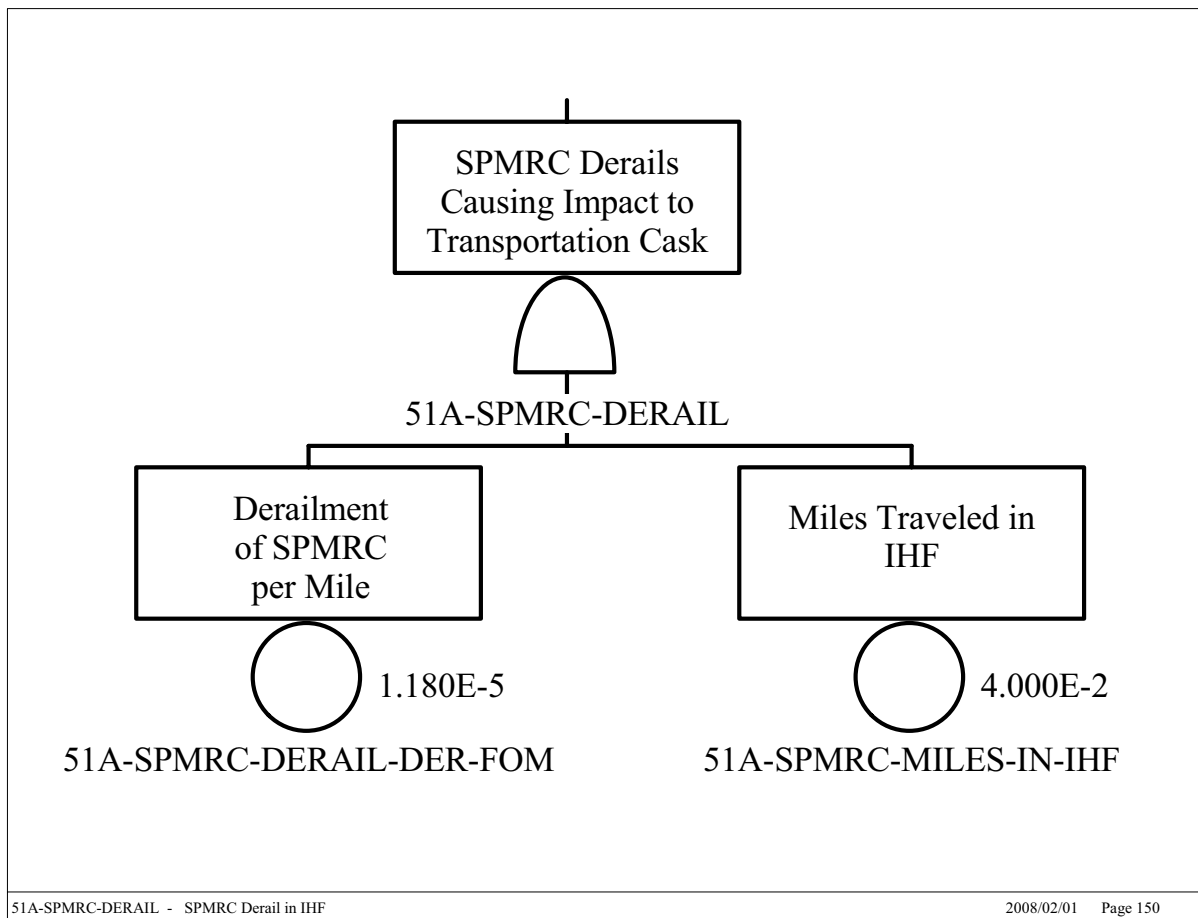 SPMRC Derails
Causing Impact to
Transportation Cask
51A-SPMRC-DERAIL
Derailment
of SPMRC
per Mile
1.180E-5
51A-SPMRC-DERAIL-DER-FOM
Miles Traveled in
IHF
4.000E-2
51A-SPMRC-MILES-IN-IHF
51A-SPMRC-DERAIL - SPMRC Derail in IHF
2008/02/01 Page 150